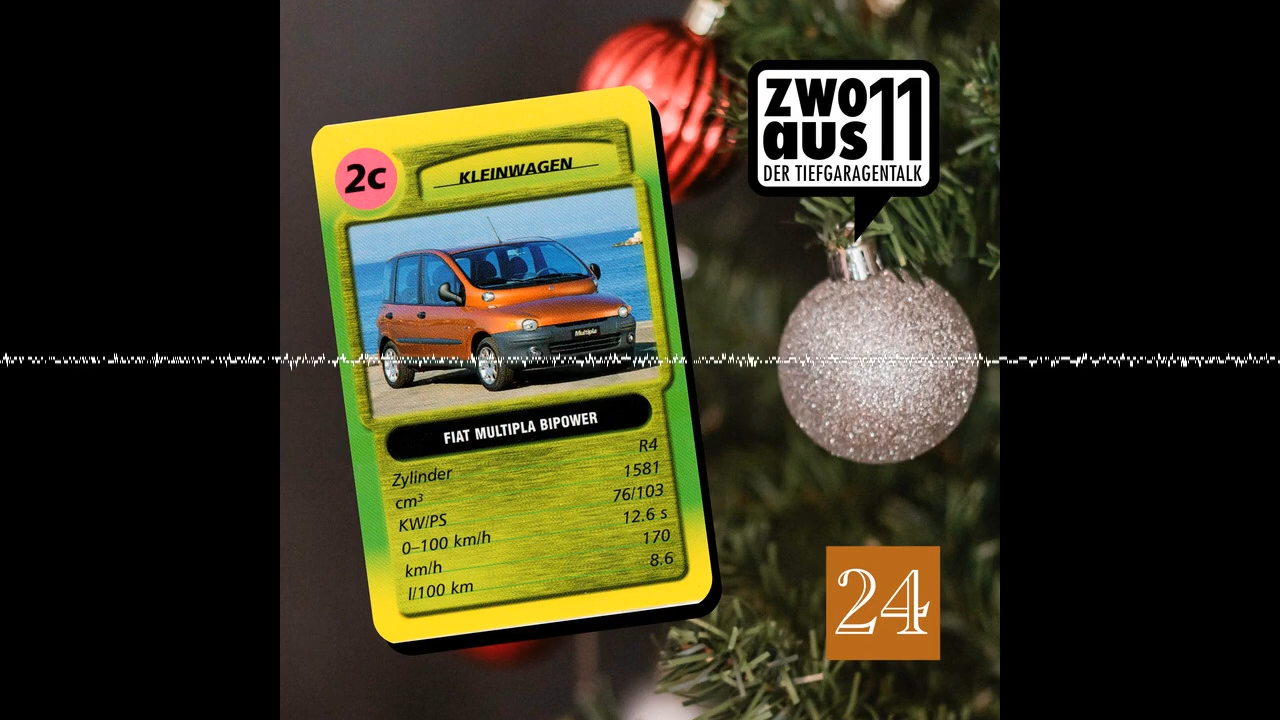 2c
KLEINWAGEN
Multipla
FIAT MULTIPLA BIPOWER
Zylinder R4
cm³ 1581
KW/PS 76/103
0–100 km/h 12.6 s
km/h 170
l/100 km 8.6
zwo
aus 11
DER TIEFGARAGENTALK
24